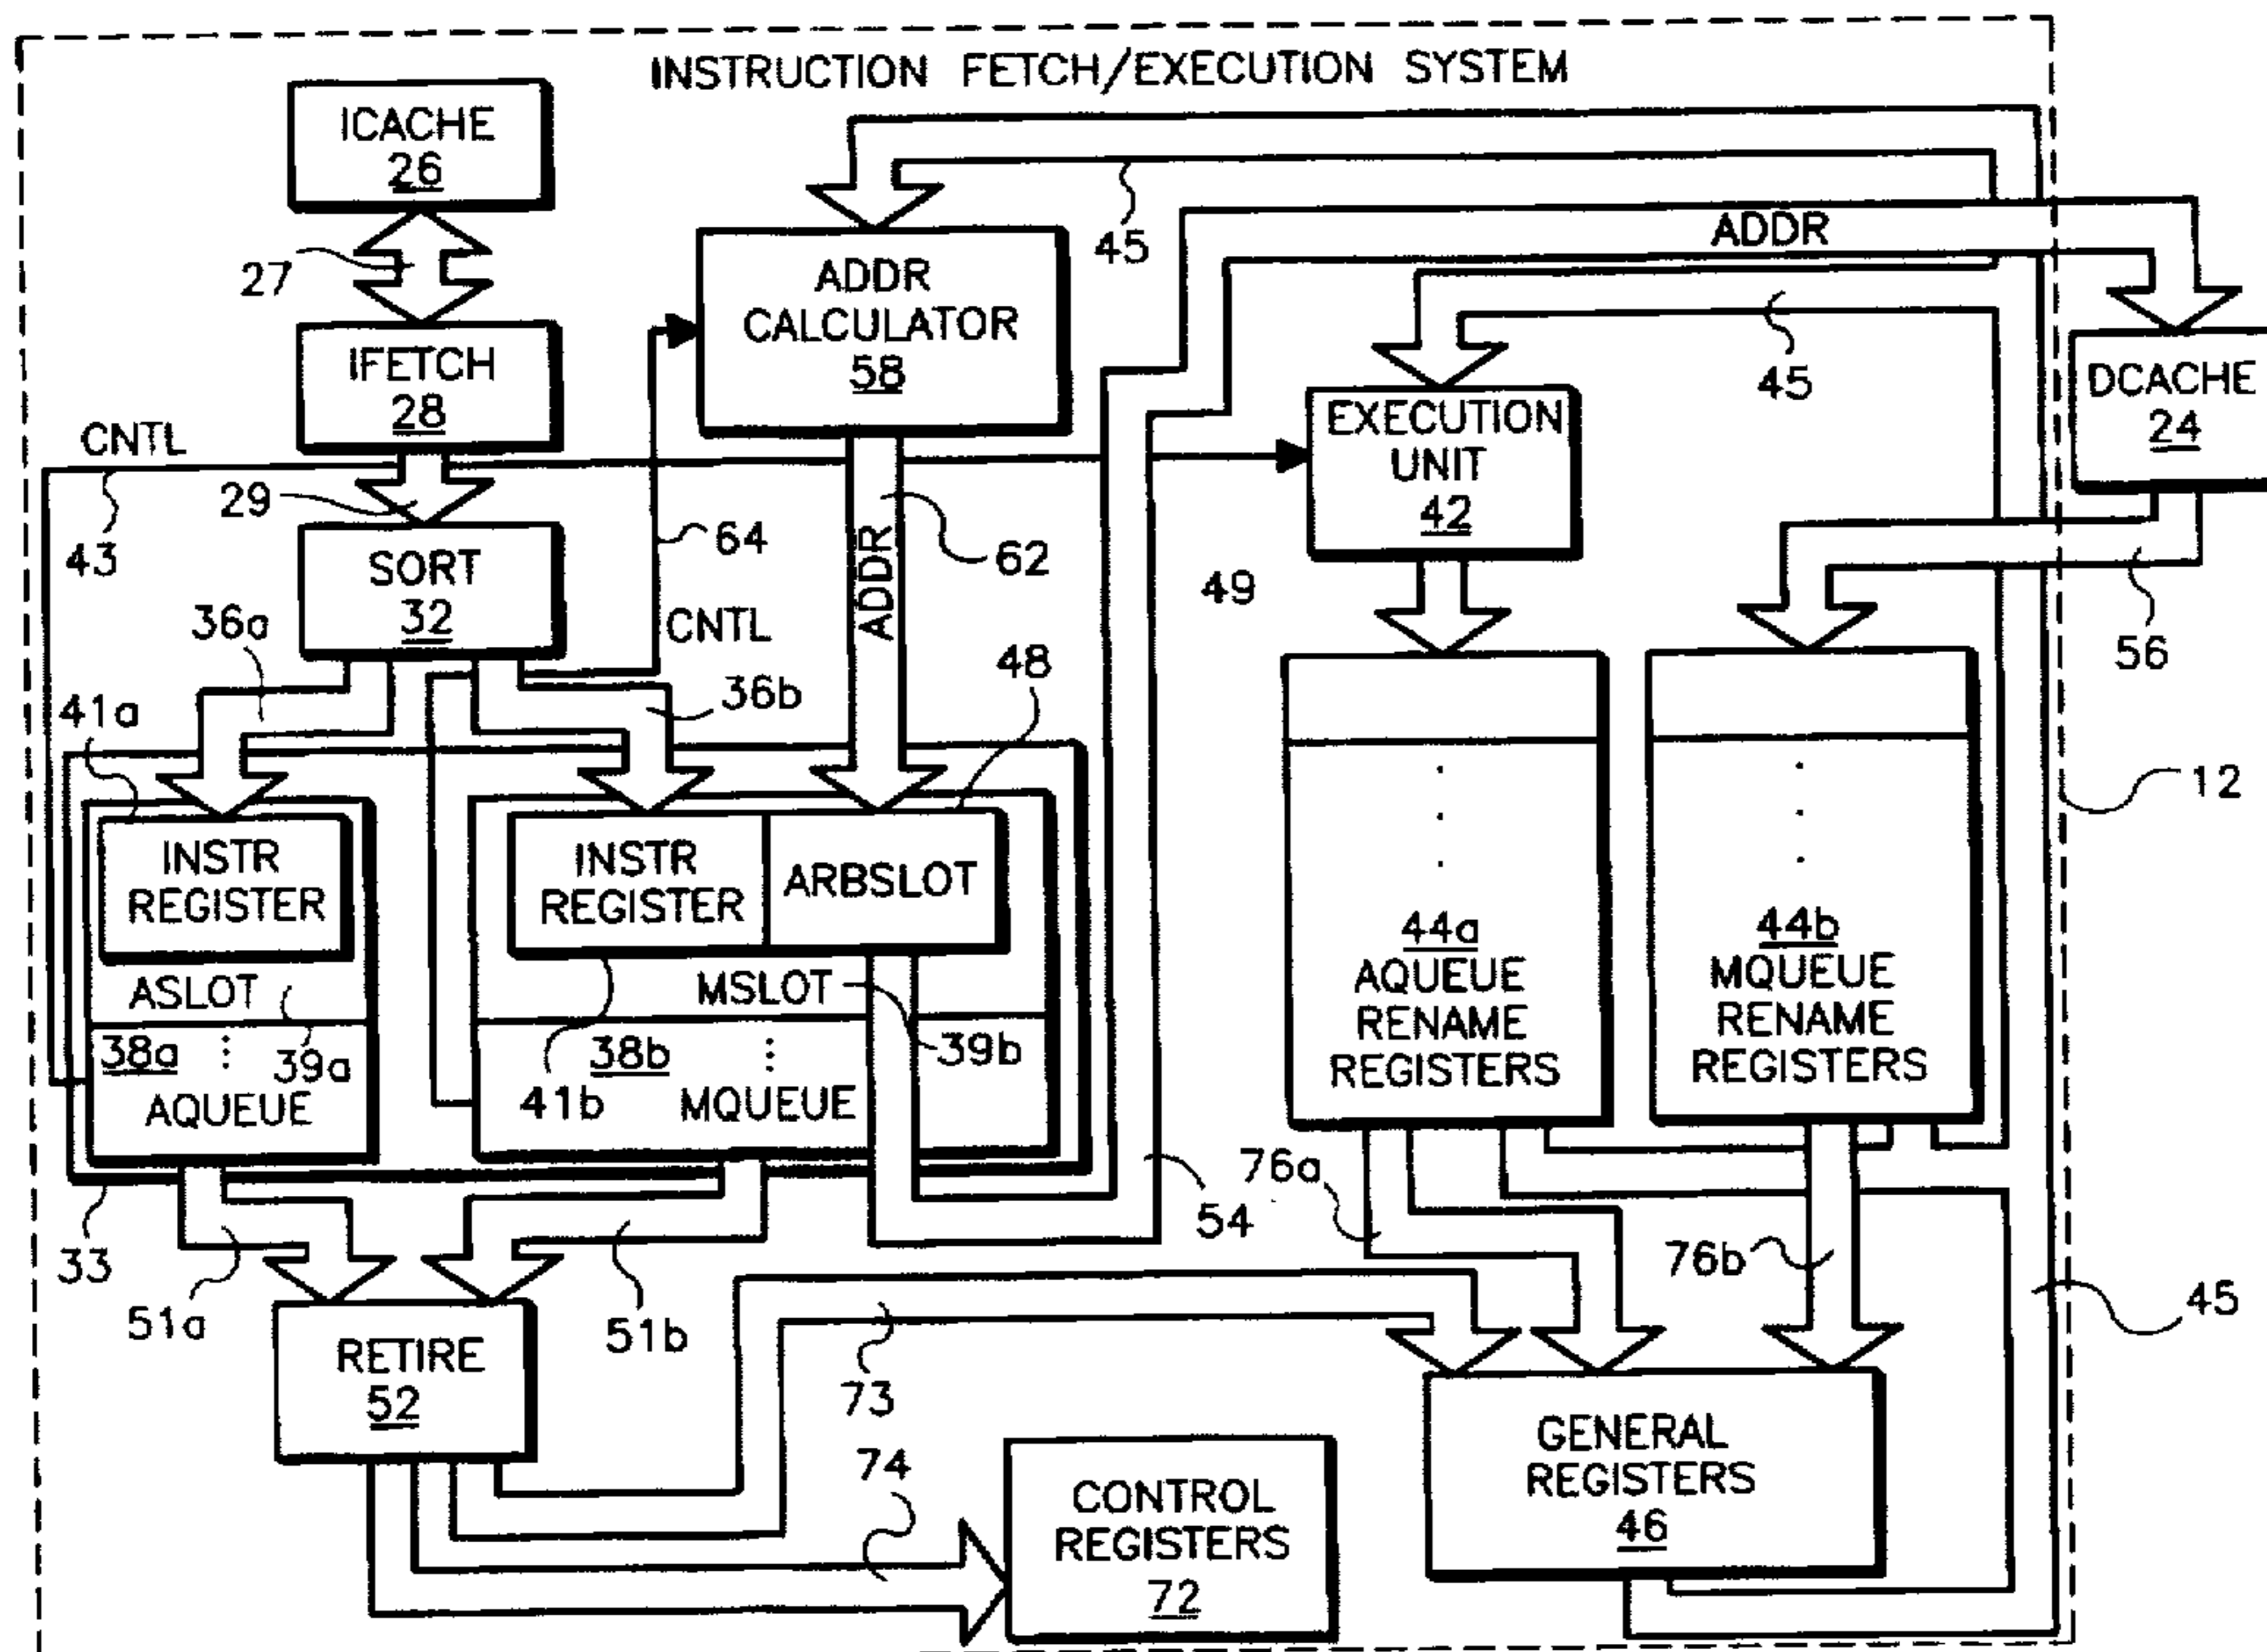 INSTRUCTION FETCH/EXECUTION SYSTEM
ICACHE
26
27
IFETCH
28
CNTL
43
29
SORT
32
36a
41a
64
CNTL
36b
ADDR
CALCULATOR
58
45
ADDR
62
48
ADDR
45
EXECUTION
UNIT
42
49
DCACHE
24
56
12
INSTR
REGISTER
ASLOT
38a
39a
AQUEUE
INSTR
REGISTER
ARBSLOT
MSLOT
38b
39b
41b
MQUEUE
44a
AQUEUE
RENAME
REGISTERS
44b
MQUEUE
RENAME
REGISTERS
33
51a
51b
54
76a
76b
45
RETIRE
52
73
74
CONTROL
REGISTERS
72
GENERAL
REGISTERS
46